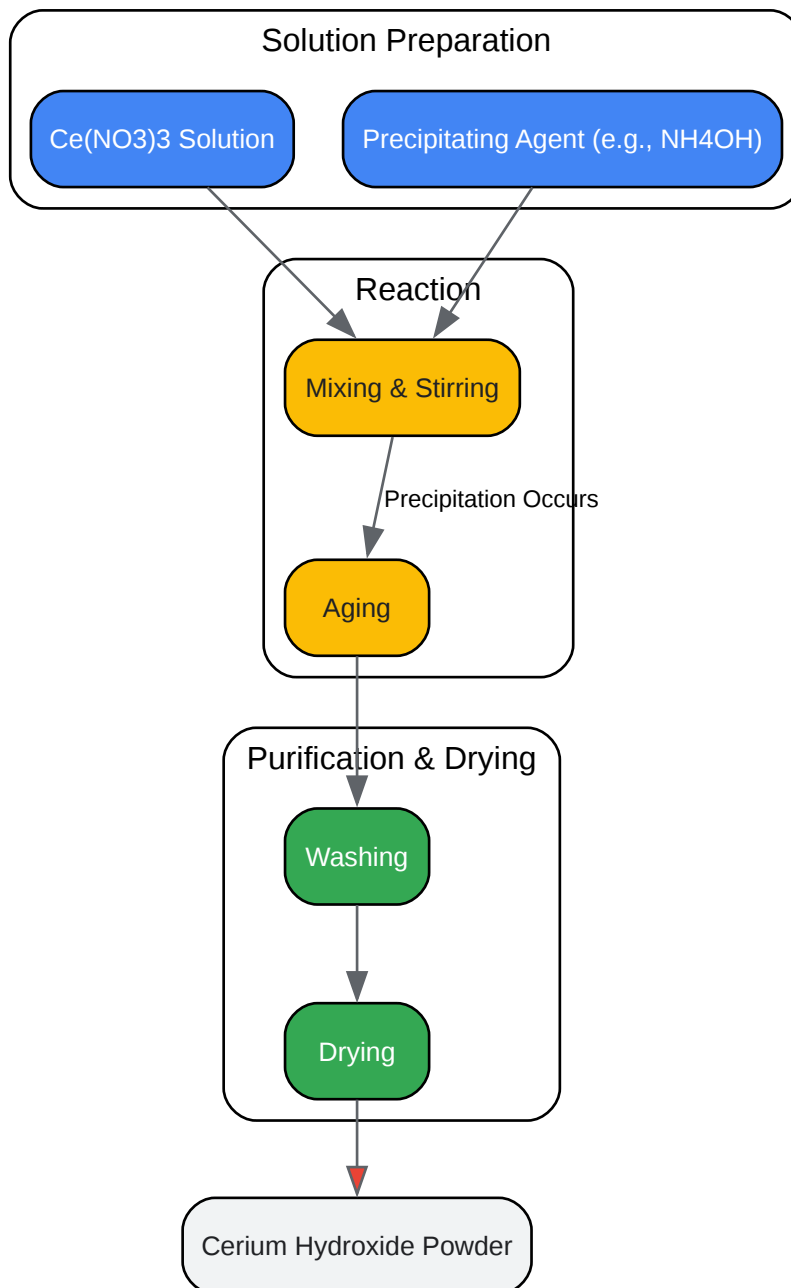 Solution Preparation
Ce(NO3)3 Solution
Precipitating Agent (e.g., NH4OH)
Reaction
Mixing & Stirring
Precipitation Occurs
Aging
Purification & Drying
Washing
Drying
Cerium Hydroxide Powder